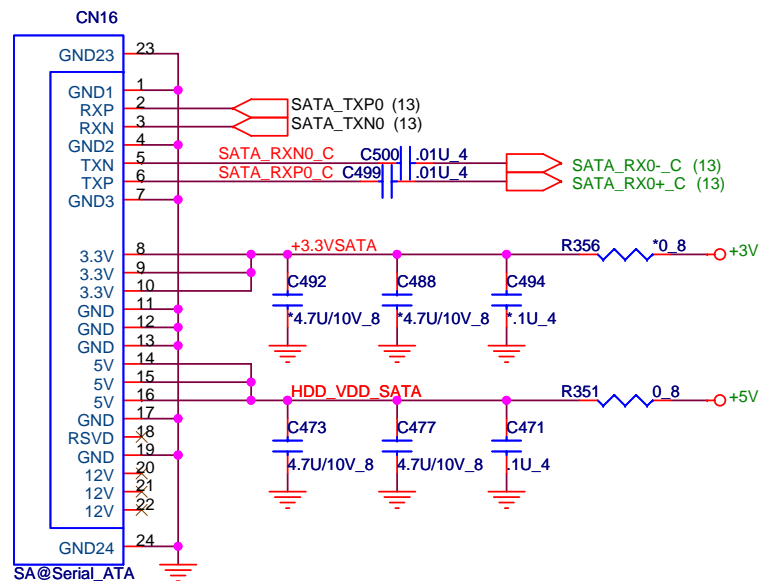 CN16
GND23 23
GND1 1
RXP 2 SATA_TXP0 (13)
RXN 3 SATA_TXN0 (13)
GND2 4
TXN 5 SATA_RXN0_C C500 .01U_4 SATA_RX0-_C (13)
TXP 6 SATA_RXP0_C C499 .01U_4 SATA_RX0+_C (13)
GND3 7
3.3V 8 +3.3VSATA R356 *0_8 +3V
3.3V 9
3.3V 10
C492 C488 C494
GND 11
*4.7U/10V_8 *4.7U/10V_8 *.1U_4
GND 12
GND 13
5V 14
5V 15
5V 16 HDD_VDD_SATA R351 0_8 +5V
GND 17
C473 C477 C471
RSVD 18
GND 19
4.7U/10V_8 4.7U/10V_8 .1U_4
12V 20
12V 21
12V 22
GND24 24
SA@Serial_ATA